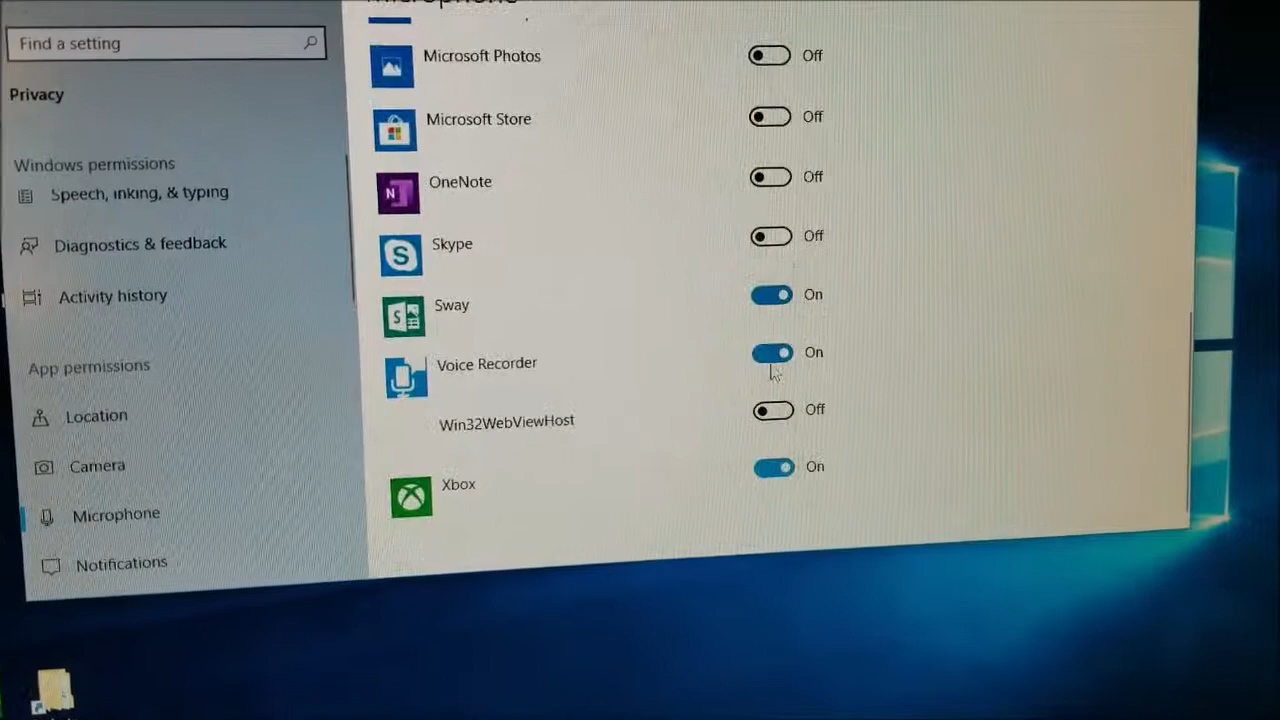 Microphone
Find a setting
Privacy
Windows permissions
Speech, inking, & typing
Diagnostics & feedback
Activity history
App permissions
Location
Camera
Microphone
Notifications
Microsoft Photos Off
Microsoft Store Off
N OneNote Off
S Skype Off
S Sway On
Voice Recorder On
Win32WebViewHost Off
Xbox On